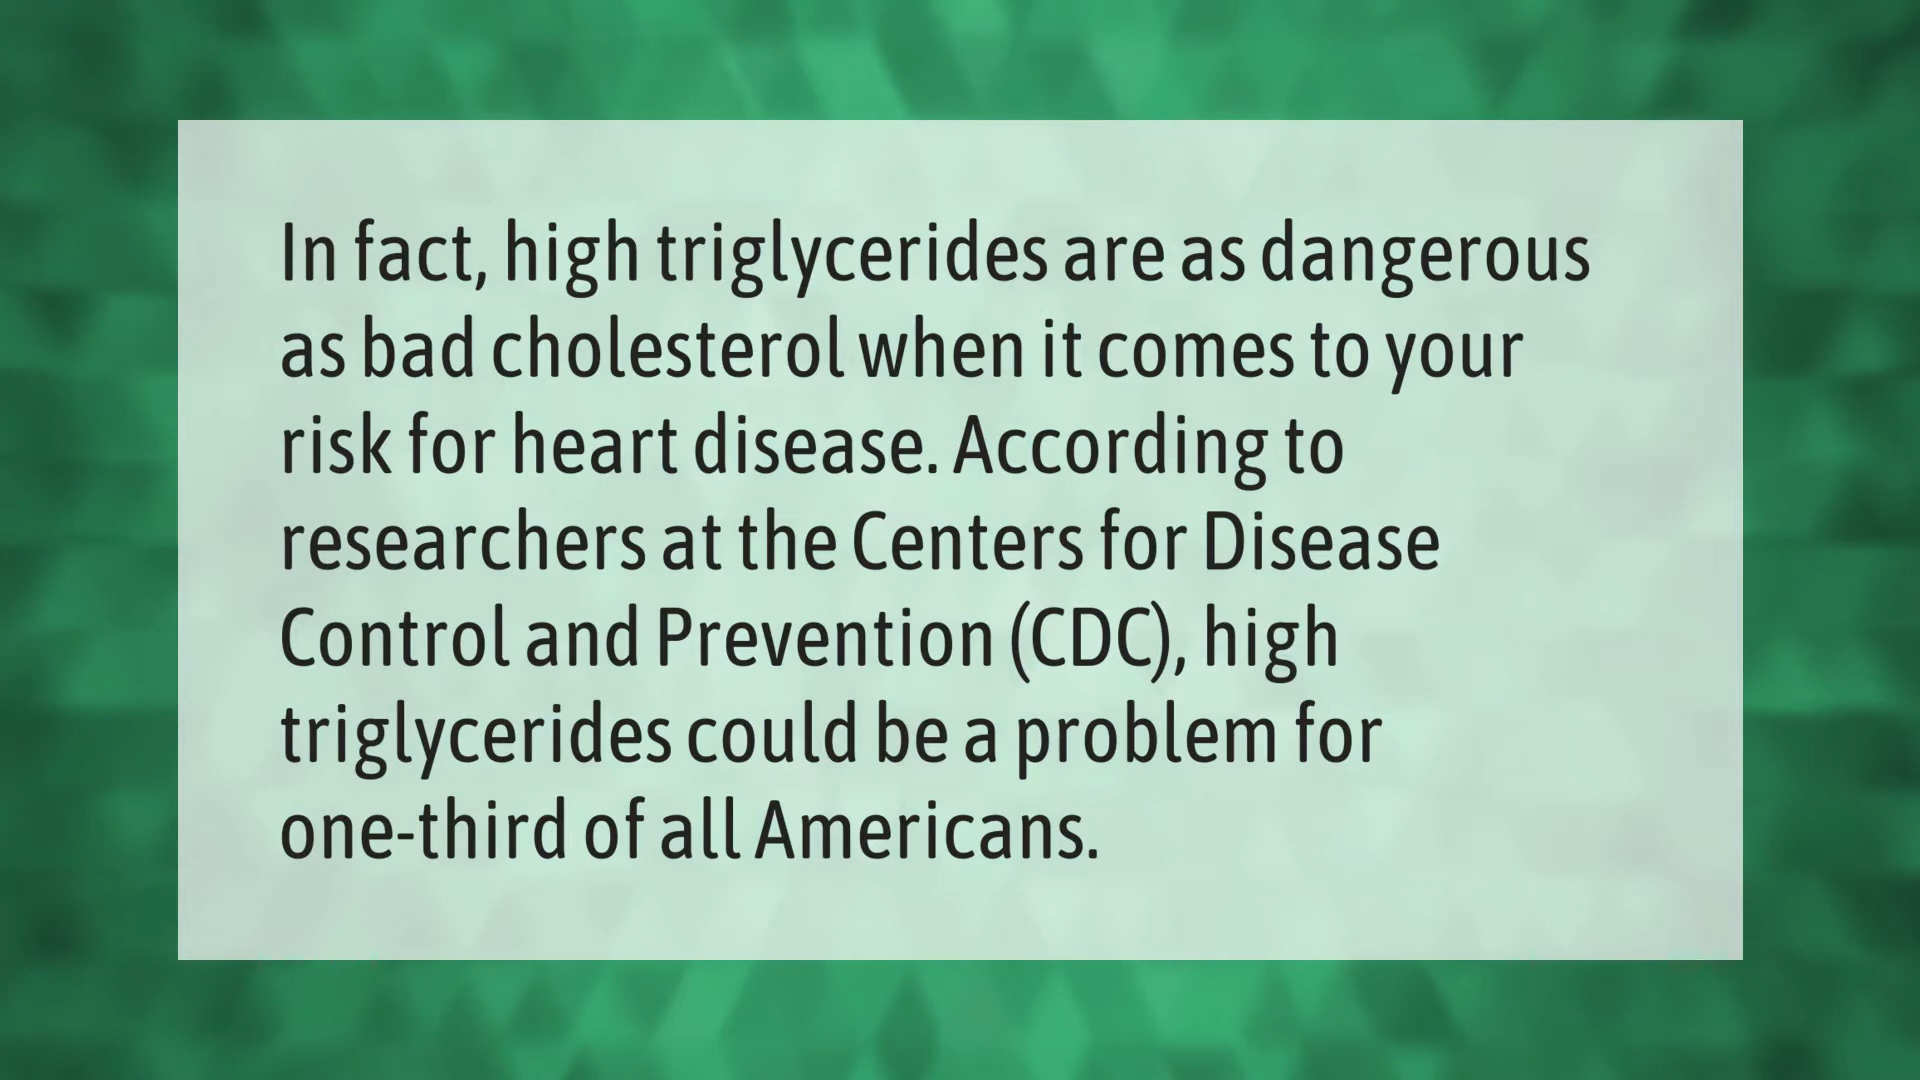 In fact, high triglycerides are as dangerous
as bad cholesterol when it comes to your
risk for heart disease. According to
researchers at the Centers for Disease
Control and Prevention (CDC), high
triglycerides could be a problem for
one-third of all Americans.